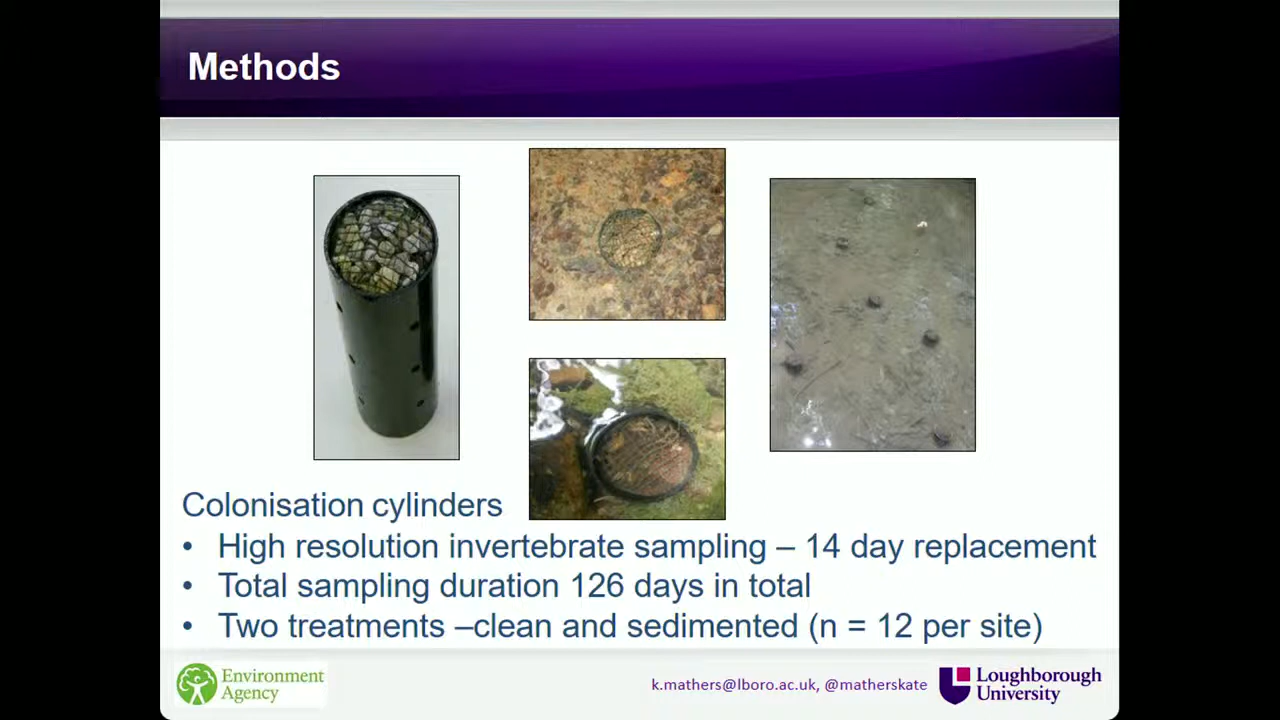 Methods
Colonisation cylinders
• High resolution invertebrate sampling – 14 day replacement
• Total sampling duration 126 days in total
• Two treatments –clean and sedimented (n = 12 per site)
Environment
Agency
k.mathers@lboro.ac.uk, @matherskate
Loughborough
University